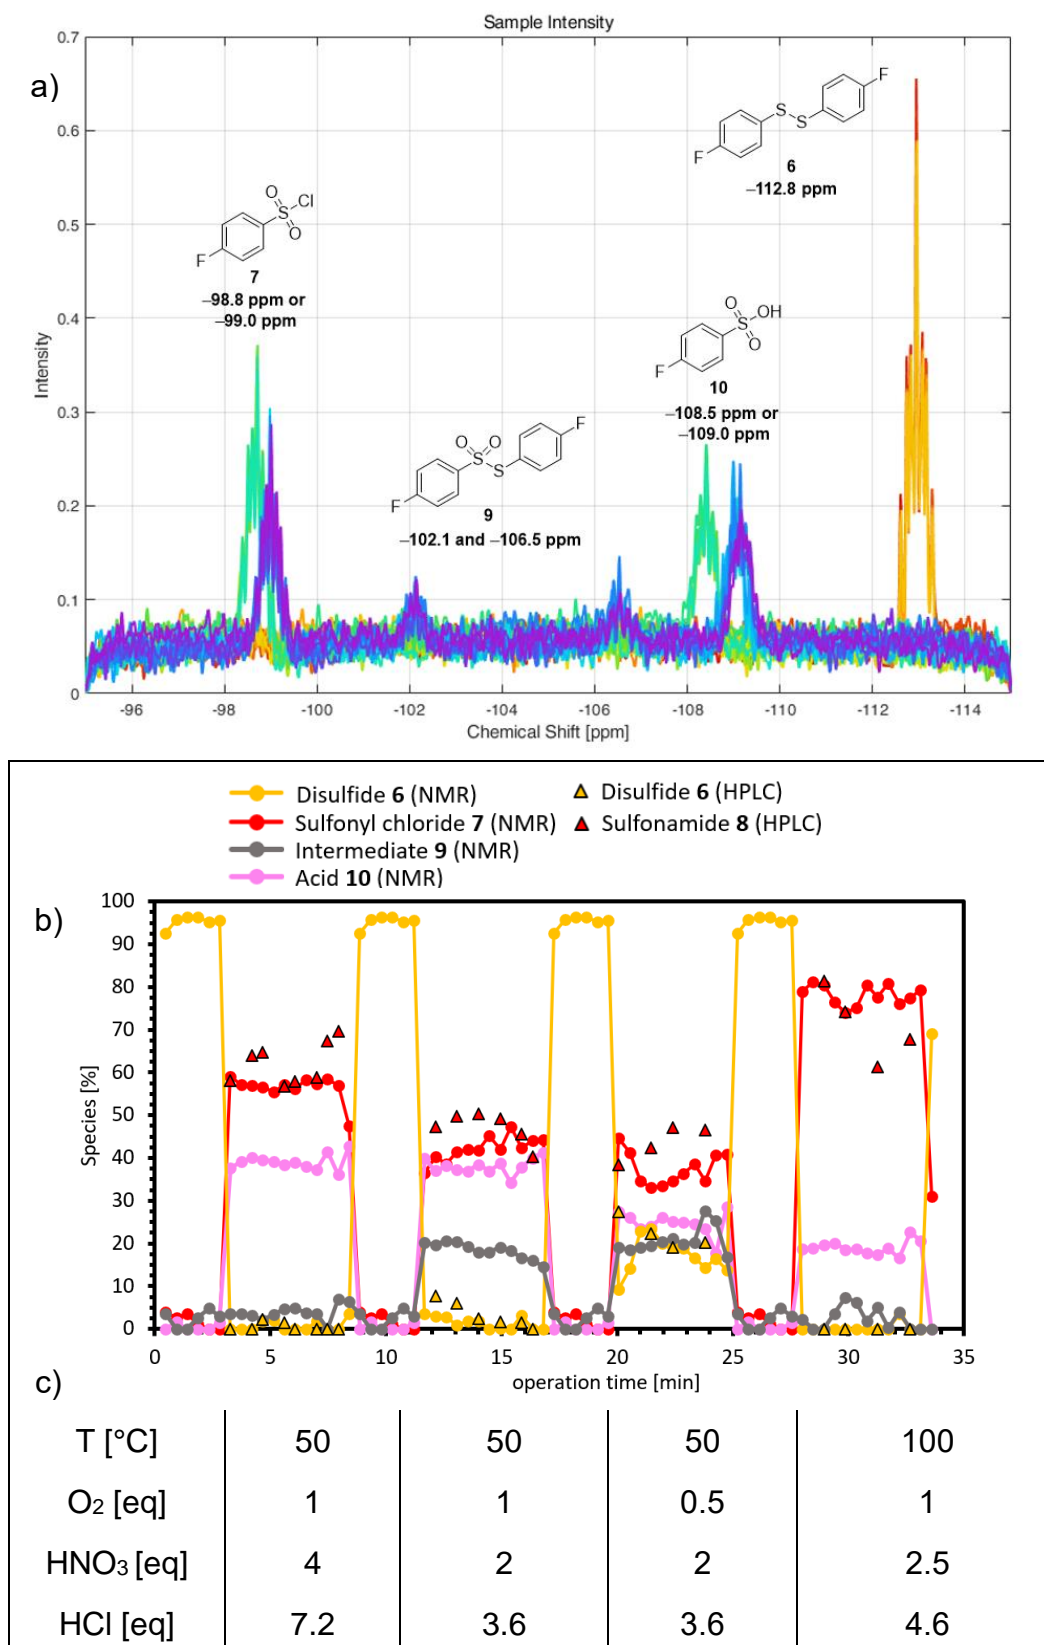 Sample Intensity
a)
0.7
0.6
0.5
0.4
0.3
0.2
0.1
0
Intensity
-96
-98
-100
-102
-104
-106
-108
-110
-112
-114
Chemical Shift [ppm]
F
S
S
F
6
–112.8 ppm
O
Cl
S
O
F
7
–98.8 ppm or
–99.0 ppm
O
OH
S
O
F
10
–108.5 ppm or
–109.0 ppm
O O
F
S
S
F
9
–102.1 and –106.5 ppm
Disulfide 6 (NMR)
Disulfide 6 (HPLC)
Sulfonyl chloride 7 (NMR)
Sulfonamide 8 (HPLC)
Intermediate 9 (NMR)
Acid 10 (NMR)
b)
100
90
80
70
60
50
40
30
20
10
0
Species [%]
0
5
10
15
20
25
30
35
operation time [min]
c)
T [°C] 50 50 50 100
O2 [eq] 1 1 0.5 1
HNO3 [eq] 4 2 2 2.5
HCl [eq] 7.2 3.6 3.6 4.6